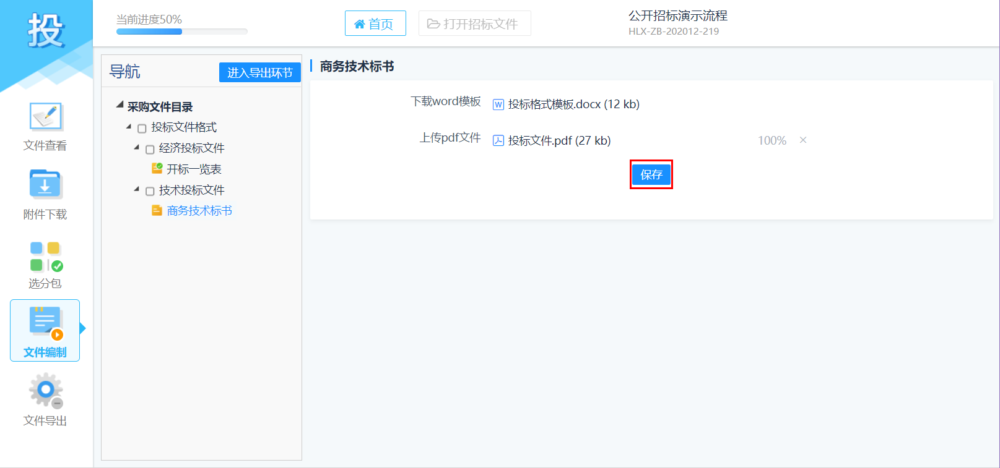 投
当前进度50%
首页
打开招标文件
公开招标演示流程
HLX-ZB-202012-219
文件查看
附件下载
选分包
文件编制
文件导出
导航
进入导出环节
采购文件目录
投标文件格式
经济投标文件
开标一览表
技术投标文件
商务技术标书
商务技术标书
下载word模板
投标格式模板.docx (12 kb)
上传pdf文件
投标文件.pdf (27 kb)
100% ×
保存